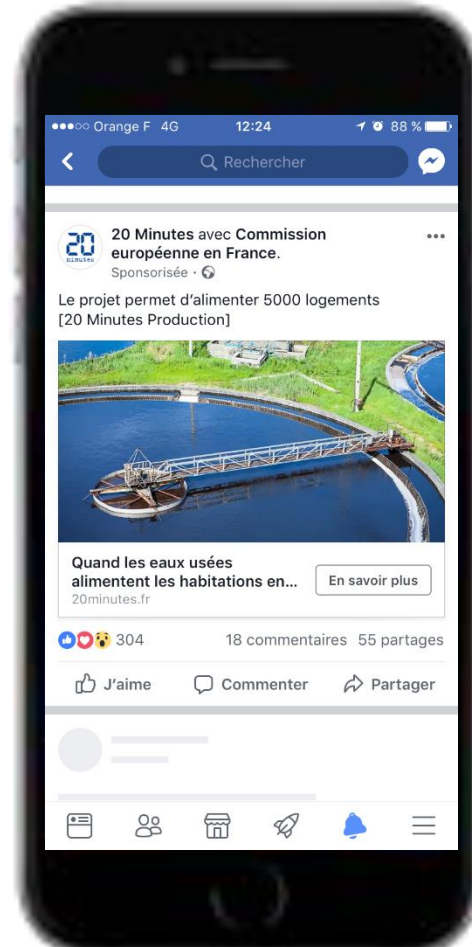 Orange F 4G 12:24 88 %
Rechercher
20 minutes
20 Minutes avec Commission
européenne en France.
Sponsorisée ·
Le projet permet d'alimenter 5000 logements
[20 Minutes Production]
Quand les eaux usées
alimentent les habitations en...
En savoir plus
20minutes.fr
304 18 commentaires 55 partages
J'aime Commenter Partager